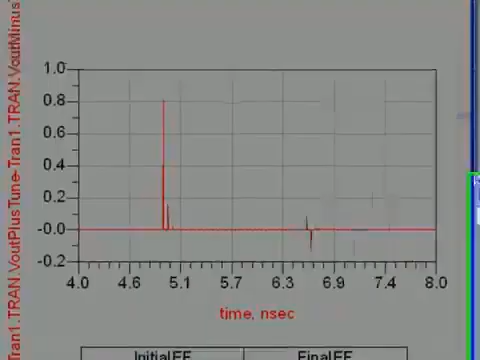 Tran1.TRAN.VoutPlusTune-Tran1.TRAN.VoutMinus
1.0
0.8
0.6
0.4
0.2
-0.0
-0.2
4.0 4.6 5.1 5.7 6.3 6.9 7.4 8.0
time, nsec